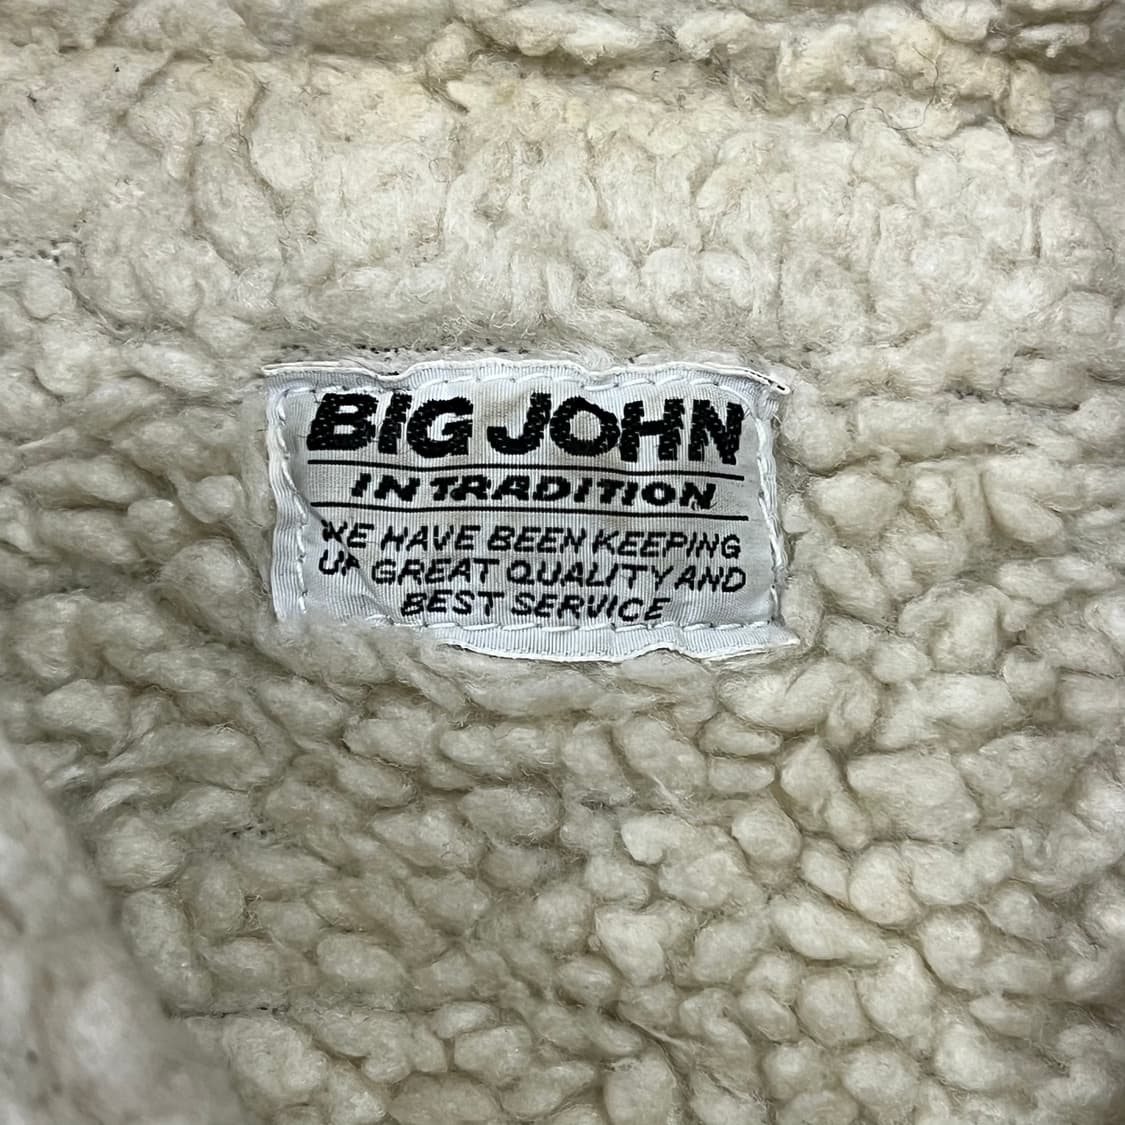 BIG JOHN
IN TRADITION
WE HAVE BEEN KEEPING
UP GREAT QUALITY AND
BEST SERVICE